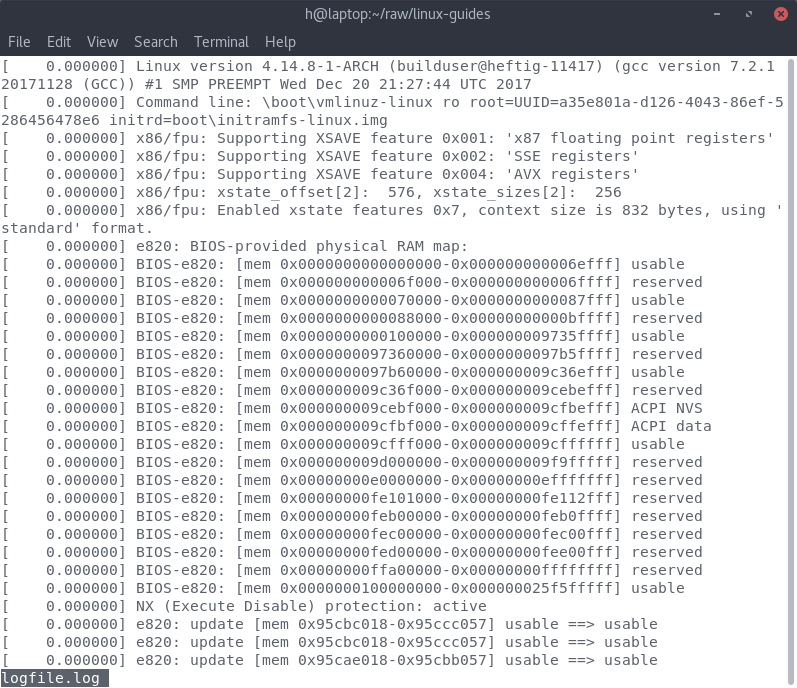 h@laptop:~/raw/linux-guides
File Edit View Search Terminal Help
[    0.000000] Linux version 4.14.8-1-ARCH (builduser@heftig-11417) (gcc version 7.2.1
20171128 (GCC)) #1 SMP PREEMPT Wed Dec 20 21:27:44 UTC 2017
[    0.000000] Command line: \boot\vmlinuz-linux ro root=UUID=a35e801a-d126-4043-86ef-5
286456478e6 initrd=boot\initramfs-linux.img
[    0.000000] x86/fpu: Supporting XSAVE feature 0x001: 'x87 floating point registers'
[    0.000000] x86/fpu: Supporting XSAVE feature 0x002: 'SSE registers'
[    0.000000] x86/fpu: Supporting XSAVE feature 0x004: 'AVX registers'
[    0.000000] x86/fpu: xstate_offset[2]:  576, xstate_sizes[2]:  256
[    0.000000] x86/fpu: Enabled xstate features 0x7, context size is 832 bytes, using '
standard' format.
[    0.000000] e820: BIOS-provided physical RAM map:
[    0.000000] BIOS-e820: [mem 0x0000000000000000-0x000000000006efff] usable
[    0.000000] BIOS-e820: [mem 0x000000000006f000-0x000000000006ffff] reserved
[    0.000000] BIOS-e820: [mem 0x0000000000070000-0x0000000000087fff] usable
[    0.000000] BIOS-e820: [mem 0x0000000000088000-0x00000000000bffff] reserved
[    0.000000] BIOS-e820: [mem 0x0000000000100000-0x000000009735ffff] usable
[    0.000000] BIOS-e820: [mem 0x0000000097360000-0x0000000097b5ffff] reserved
[    0.000000] BIOS-e820: [mem 0x0000000097b60000-0x000000009c36efff] usable
[    0.000000] BIOS-e820: [mem 0x000000009c36f000-0x000000009cebefff] reserved
[    0.000000] BIOS-e820: [mem 0x000000009cebf000-0x000000009cfbefff] ACPI NVS
[    0.000000] BIOS-e820: [mem 0x000000009cfbf000-0x000000009cffefff] ACPI data
[    0.000000] BIOS-e820: [mem 0x000000009cfff000-0x000000009cffffff] usable
[    0.000000] BIOS-e820: [mem 0x000000009d000000-0x000000009f9fffff] reserved
[    0.000000] BIOS-e820: [mem 0x00000000e0000000-0x00000000efffffff] reserved
[    0.000000] BIOS-e820: [mem 0x00000000fe101000-0x00000000fe112fff] reserved
[    0.000000] BIOS-e820: [mem 0x00000000feb00000-0x00000000feb0ffff] reserved
[    0.000000] BIOS-e820: [mem 0x00000000fec00000-0x00000000fec00fff] reserved
[    0.000000] BIOS-e820: [mem 0x00000000fed00000-0x00000000fee00fff] reserved
[    0.000000] BIOS-e820: [mem 0x00000000ffa00000-0x00000000ffffffff] reserved
[    0.000000] BIOS-e820: [mem 0x0000000100000000-0x000000025f5fffff] usable
[    0.000000] NX (Execute Disable) protection: active
[    0.000000] e820: update [mem 0x95cbc018-0x95ccc057] usable ==> usable
[    0.000000] e820: update [mem 0x95cbc018-0x95ccc057] usable ==> usable
[    0.000000] e820: update [mem 0x95cae018-0x95cbb057] usable ==> usable
logfile.log